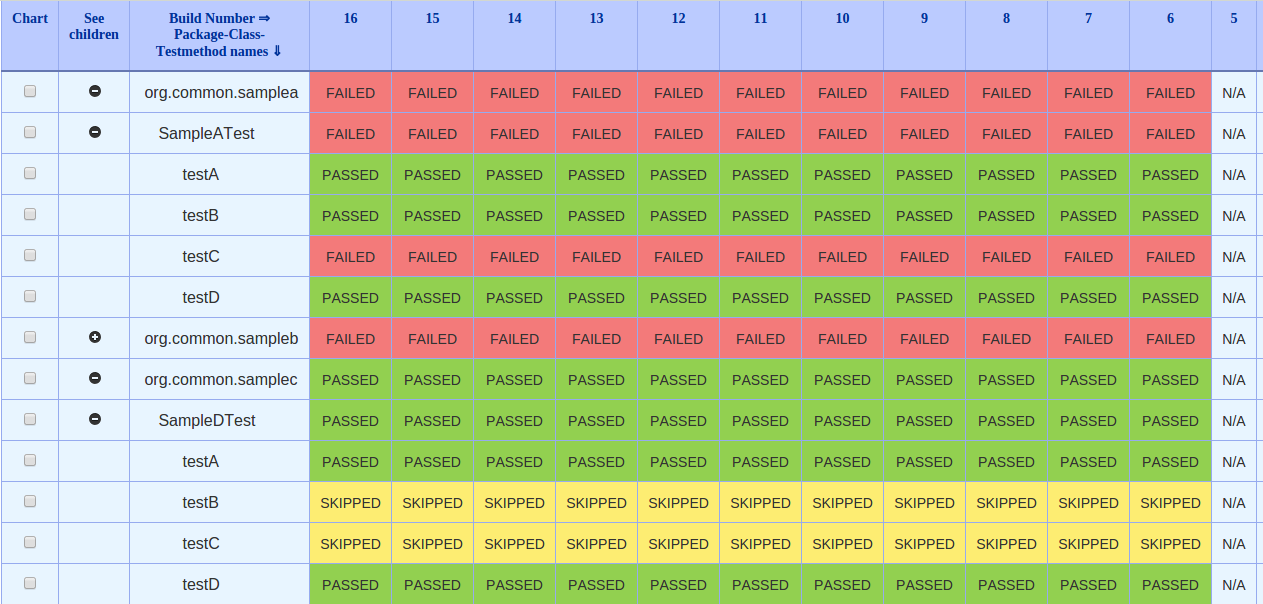 Chart See children Build Number ⇒ Package-Class-Testmethod names ⇓ 16 15 14 13 12 11 10 9 8 7 6 5
org.common.samplea FAILED FAILED FAILED FAILED FAILED FAILED FAILED FAILED FAILED FAILED FAILED N/A
SampleATest FAILED FAILED FAILED FAILED FAILED FAILED FAILED FAILED FAILED FAILED FAILED N/A
testA PASSED PASSED PASSED PASSED PASSED PASSED PASSED PASSED PASSED PASSED PASSED N/A
testB PASSED PASSED PASSED PASSED PASSED PASSED PASSED PASSED PASSED PASSED PASSED N/A
testC FAILED FAILED FAILED FAILED FAILED FAILED FAILED FAILED FAILED FAILED FAILED N/A
testD PASSED PASSED PASSED PASSED PASSED PASSED PASSED PASSED PASSED PASSED PASSED N/A
org.common.sampleb FAILED FAILED FAILED FAILED FAILED FAILED FAILED FAILED FAILED FAILED FAILED N/A
org.common.samplec PASSED PASSED PASSED PASSED PASSED PASSED PASSED PASSED PASSED PASSED PASSED N/A
SampleDTest PASSED PASSED PASSED PASSED PASSED PASSED PASSED PASSED PASSED PASSED PASSED N/A
testA PASSED PASSED PASSED PASSED PASSED PASSED PASSED PASSED PASSED PASSED PASSED N/A
testB SKIPPED SKIPPED SKIPPED SKIPPED SKIPPED SKIPPED SKIPPED SKIPPED SKIPPED SKIPPED SKIPPED N/A
testC SKIPPED SKIPPED SKIPPED SKIPPED SKIPPED SKIPPED SKIPPED SKIPPED SKIPPED SKIPPED SKIPPED N/A
testD PASSED PASSED PASSED PASSED PASSED PASSED PASSED PASSED PASSED PASSED PASSED N/A